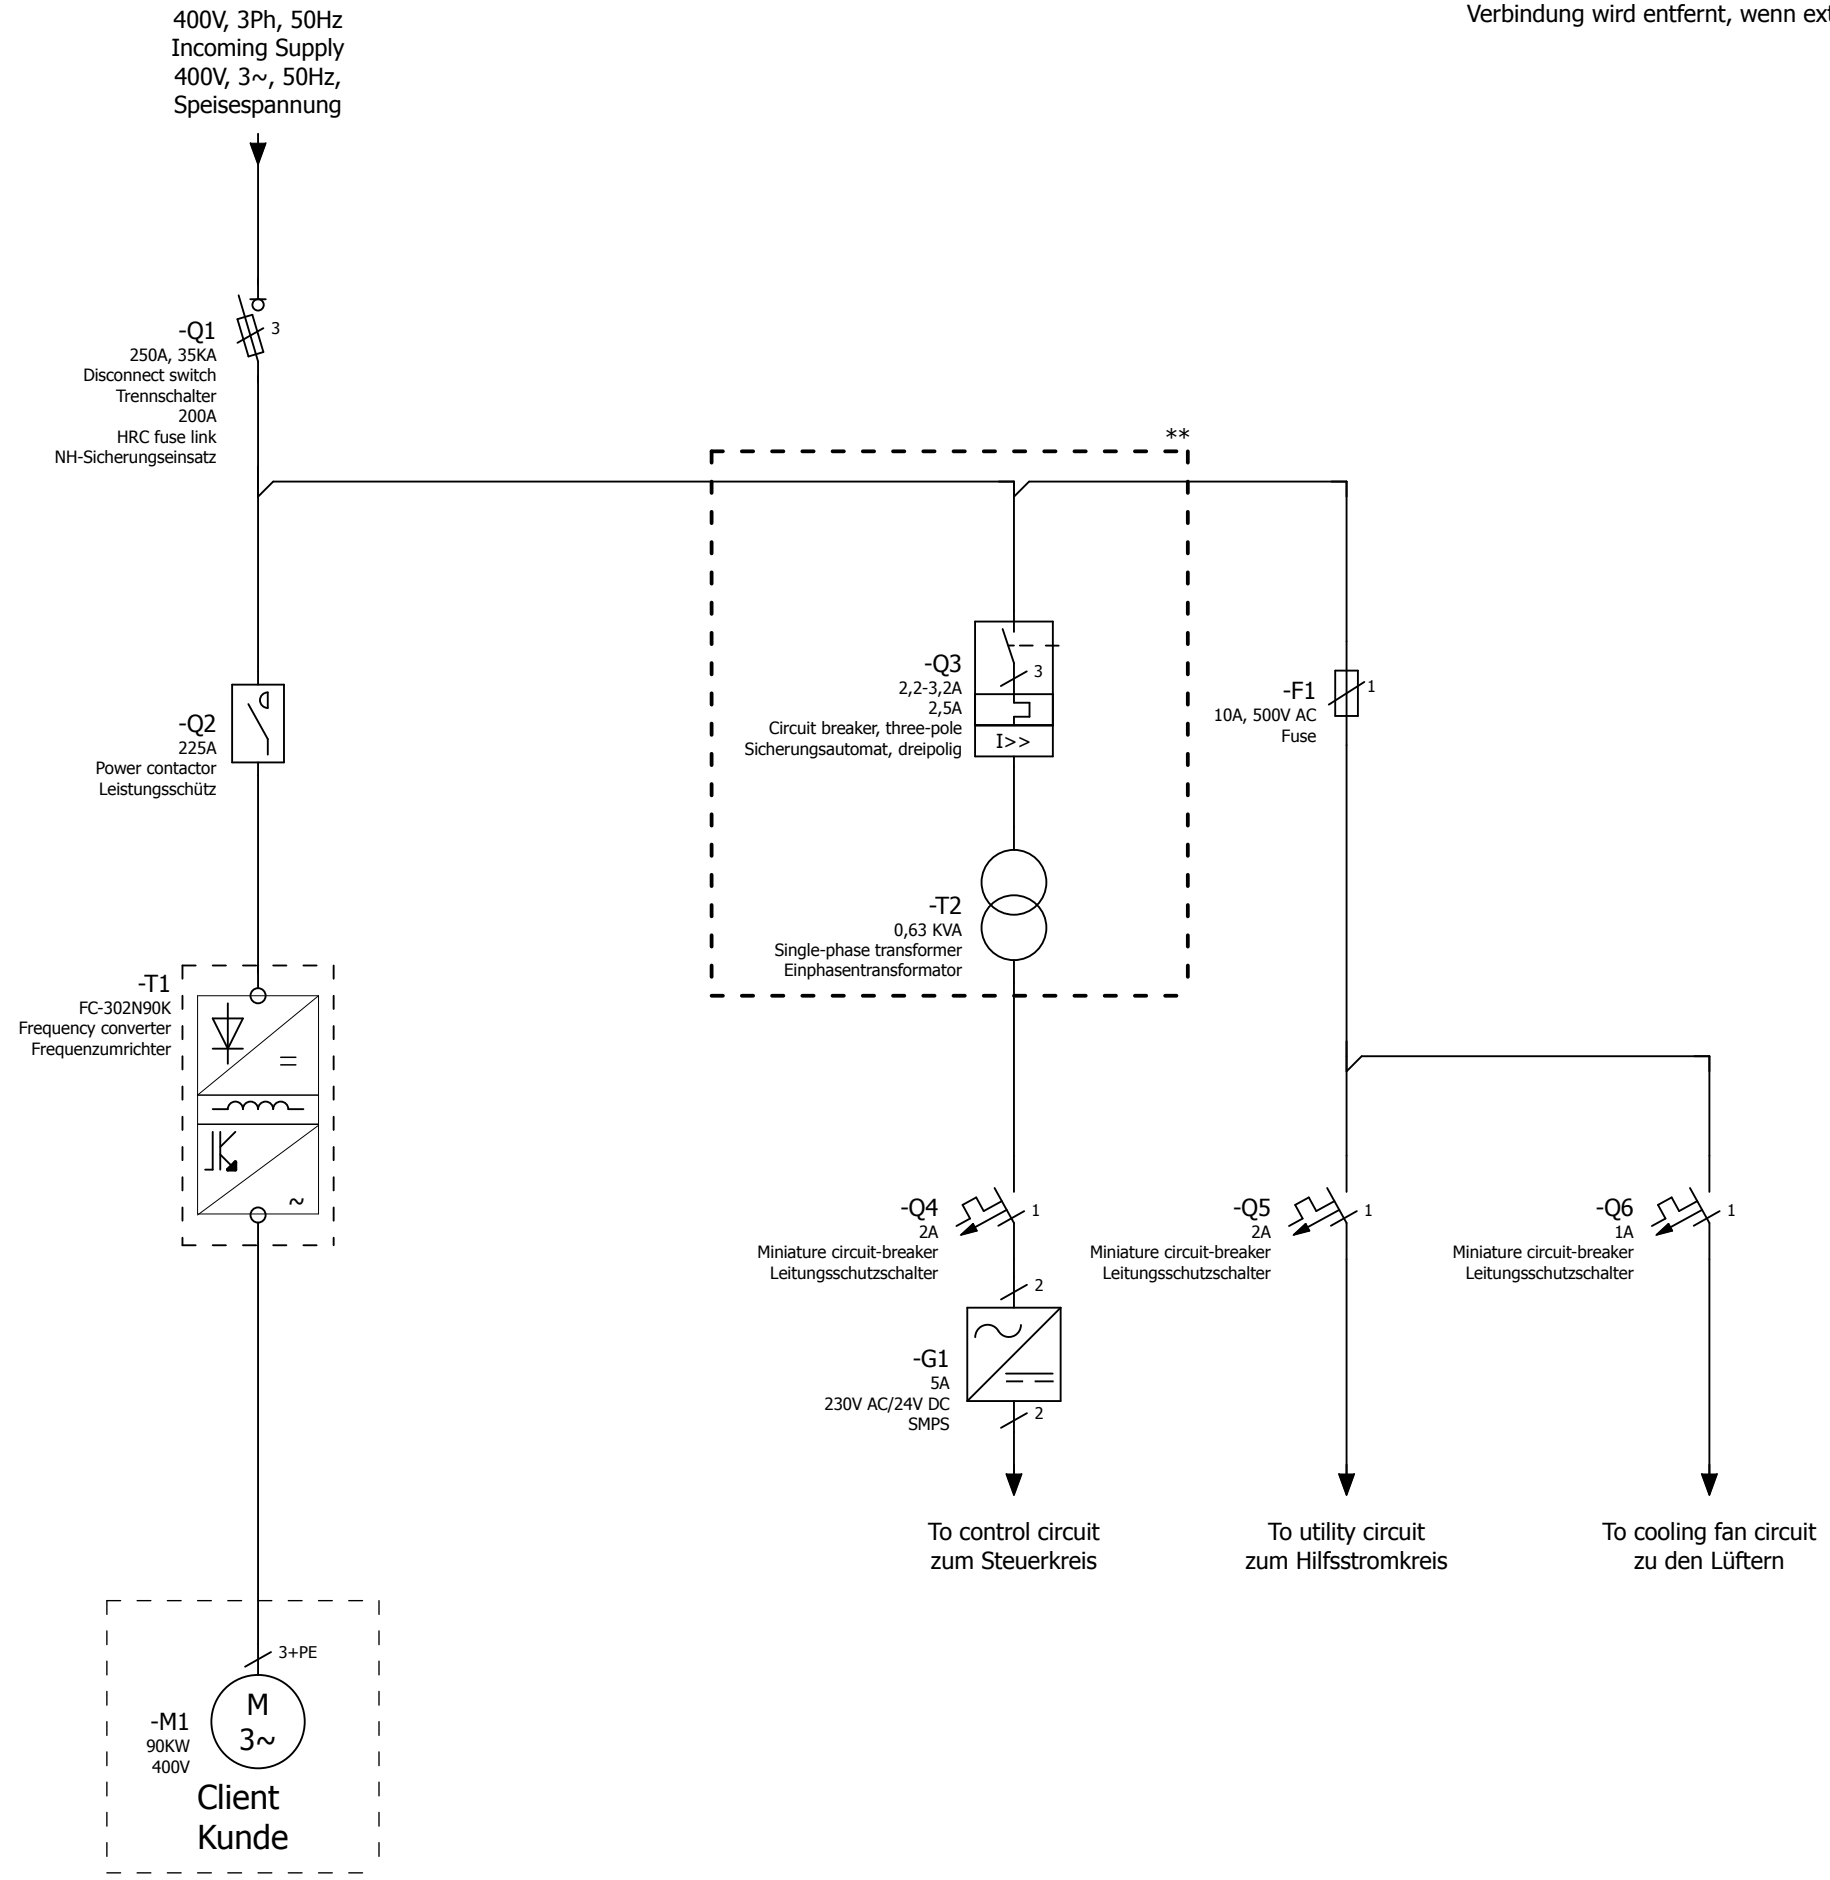 400V, 3Ph, 50Hz
Incoming Supply
400V, 3~, 50Hz,
Speisespannung
Verbindung wird entfernt, wenn
-Q1
250A, 35KA
Disconnect switch
Trennschalter
200A
HRC fuse link
NH-Sicherungseinsatz
3
**
-Q2
225A
Power contactor
Leistungsschütz
-Q3
2,2-3,2A
2,5A
Circuit breaker, three-pole
Sicherungsautomat, dreipolig
3
I>>
-F1
10A, 500V AC
Fuse
1
-T2
0,63 KVA
Single-phase transformer
Einphasentransformator
-T1
FC-302N90K
Frequency converter
Frequenzumrichter
=
~
-Q4
2A
Miniature circuit-breaker
Leitungsschutzschalter
1
2
-Q5
2A
Miniature circuit-breaker
Leitungsschutzschalter
1
-Q6
1A
Miniature circuit-breaker
Leitungsschutzschalter
1
-G1
5A
230V AC/24V DC
SMPS
2
To control circuit
zum Steuerkreis
To utility circuit
zum Hilfsstromkreis
To cooling fan circuit
zu den Lüftern
3+PE
M
3~
-M1
90KW
400V
Client
Kunde